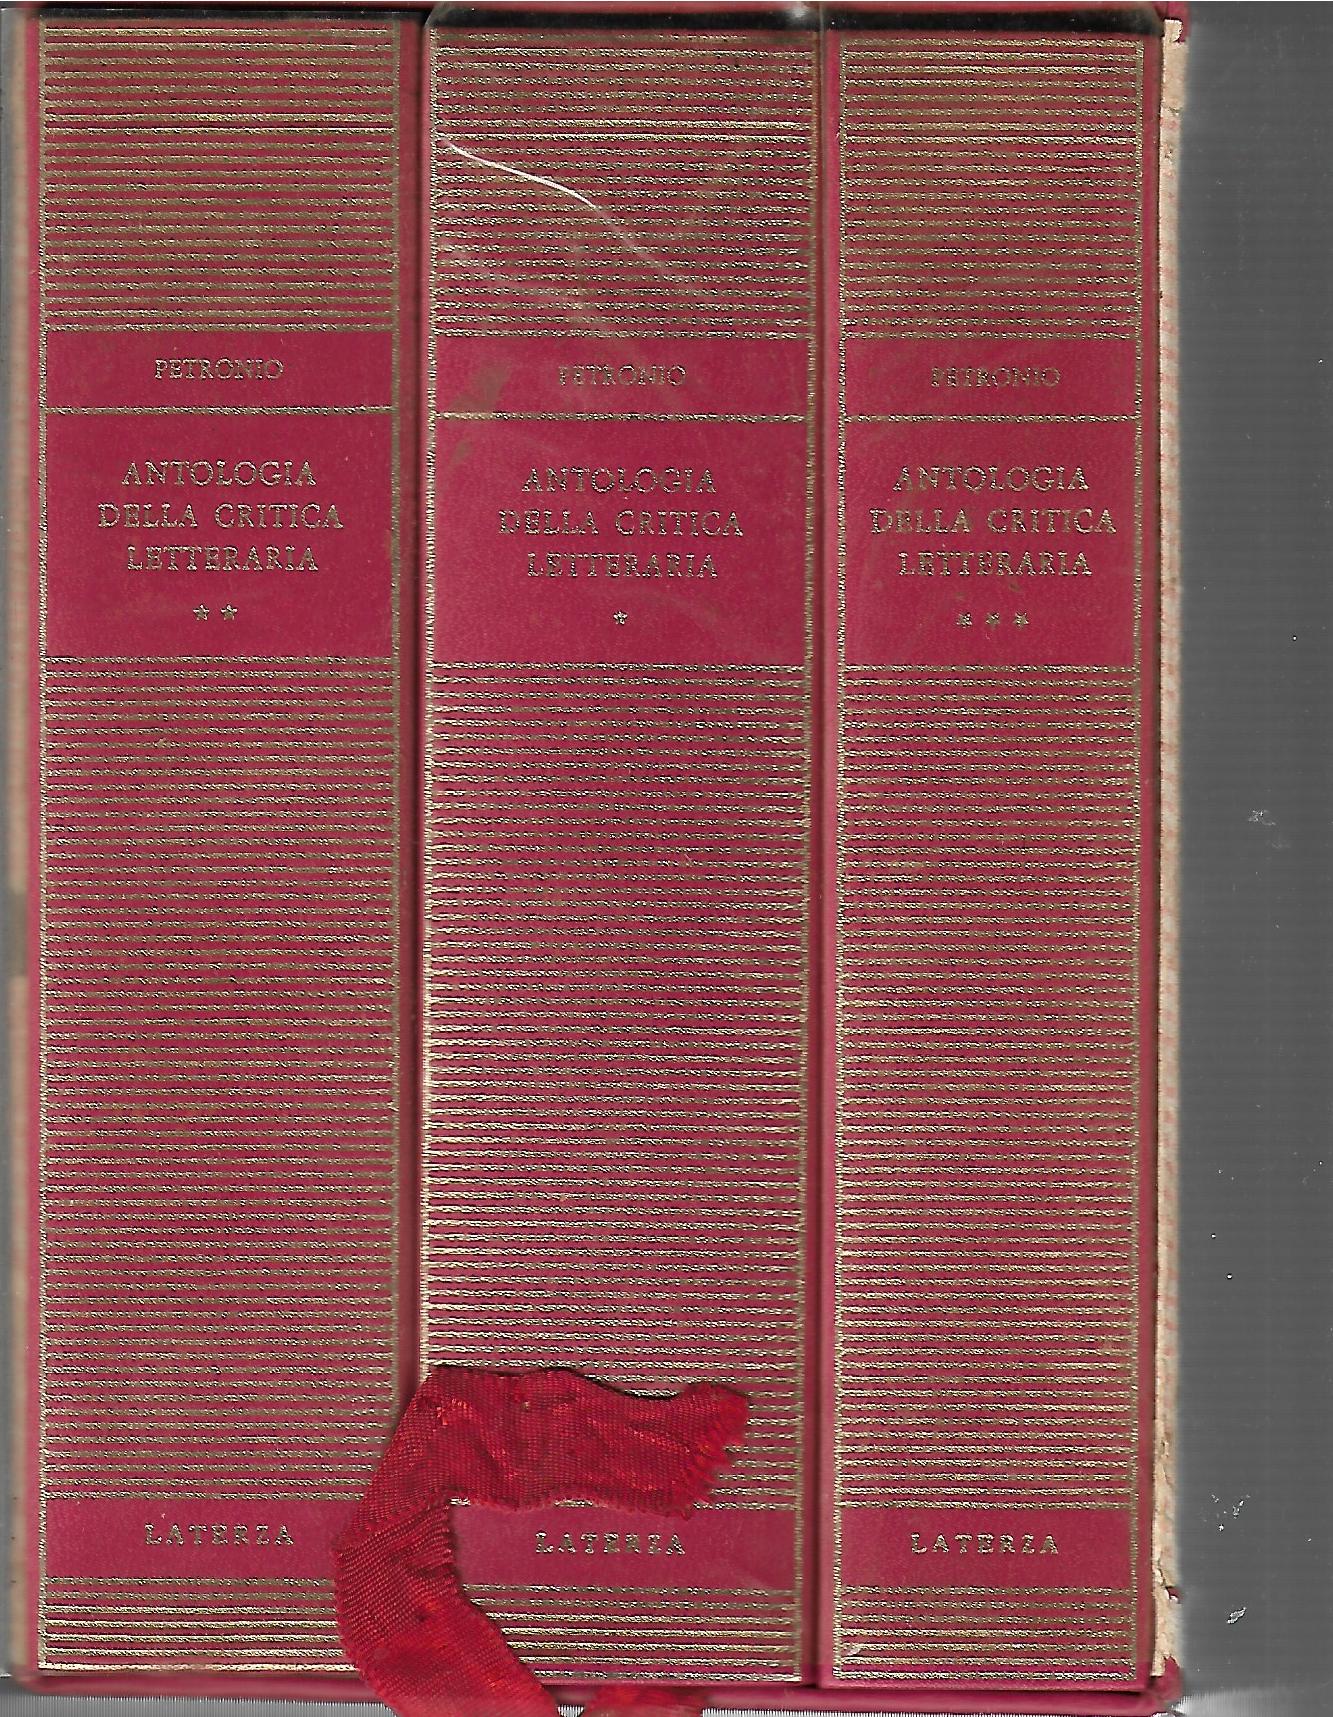 PETRONIO
ANTOLOGIA
DELLA CRITICA
LETTERARIA
★ ★
LATERZA
PETRONIO
ANTOLOGIA
DELLA CRITICA
LETTERARIA
★
LATERZA
PETRONIO
ANTOLOGIA
DELLA CRITICA
LETTERARIA
★ ★ ★
LATERZA